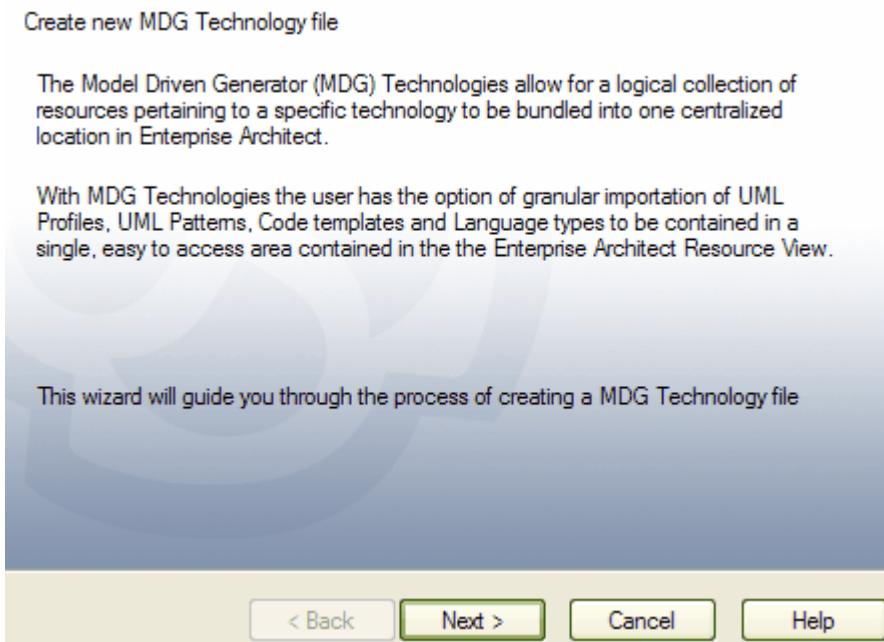 Create new MDG Technology file
The Model Driven Generator (MDG) Technologies allow for a logical collection of
resources pertaining to a specific technology to be bundled into one centralized
location in Enterprise Architect.
With MDG Technologies the user has the option of granular importation of UML
Profiles, UML Patterns, Code templates and Language types to be contained in a
single, easy to access area contained in the the Enterprise Architect Resource View.
This wizard will guide you through the process of creating a MDG Technology file
< Back Next > Cancel Help